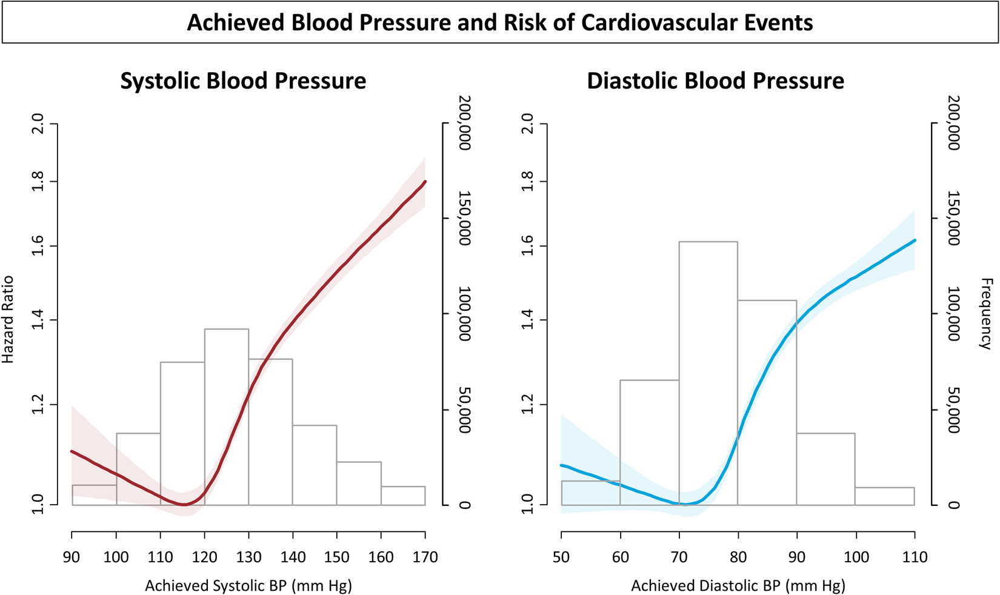 Achieved Blood Pressure and Risk of Cardiovascular Events
Systolic Blood Pressure
Hazard Ratio
2.0
1.8
1.6
1.4
1.2
1.0
200,000
150,000
100,000
50,000
0
90 100 110 120 130 140 150 160 170
Achieved Systolic BP (mm Hg)
Diastolic Blood Pressure
2.0
1.8
1.6
1.4
1.2
1.0
200,000
150,000
100,000
50,000
0
Frequency
50 60 70 80 90 100 110
Achieved Diastolic BP (mm Hg)